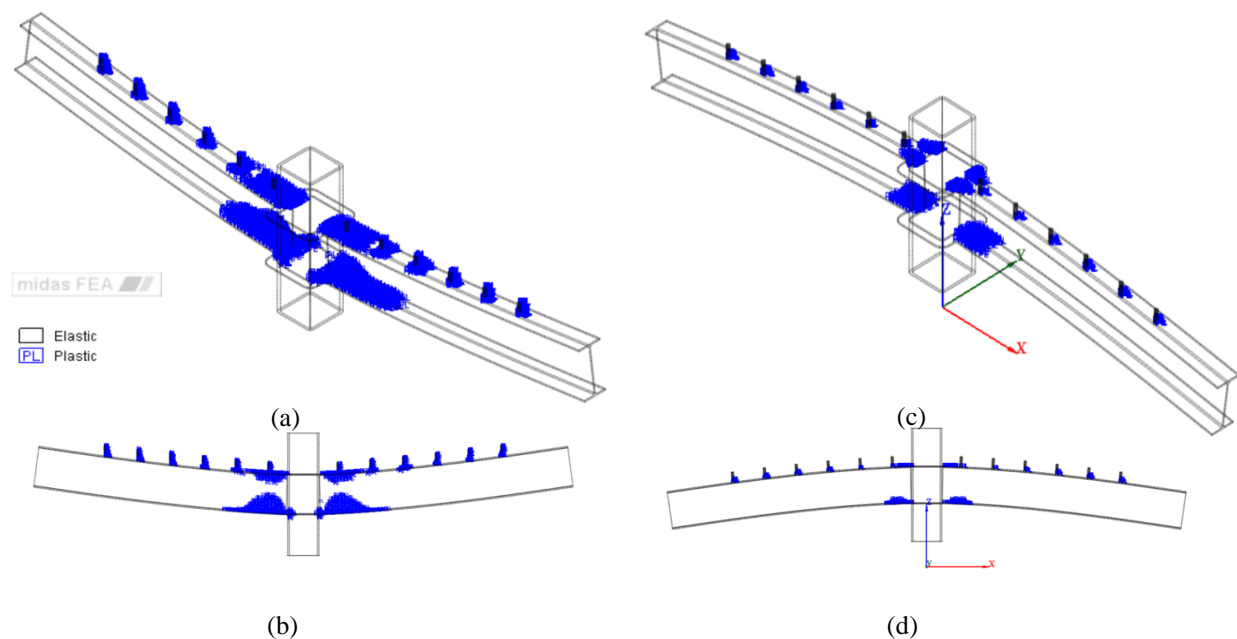 midas FEA
Elastic
PL Plastic
(a)
(b)
Z
Y
X
(c)
z
Y
x
(d)